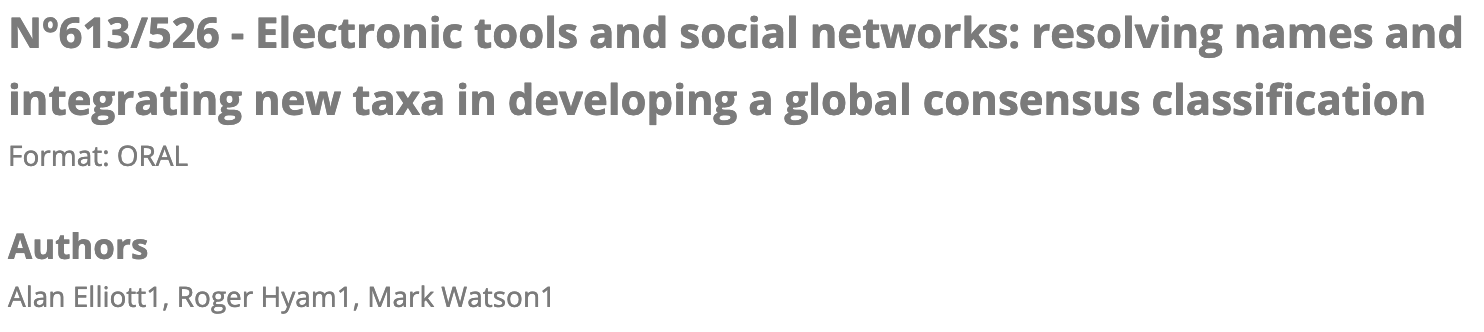 Nº613/526 - Electronic tools and social networks: resolving names and
integrating new taxa in developing a global consensus classification
Format: ORAL
Authors
Alan Elliott1, Roger Hyam1, Mark Watson1